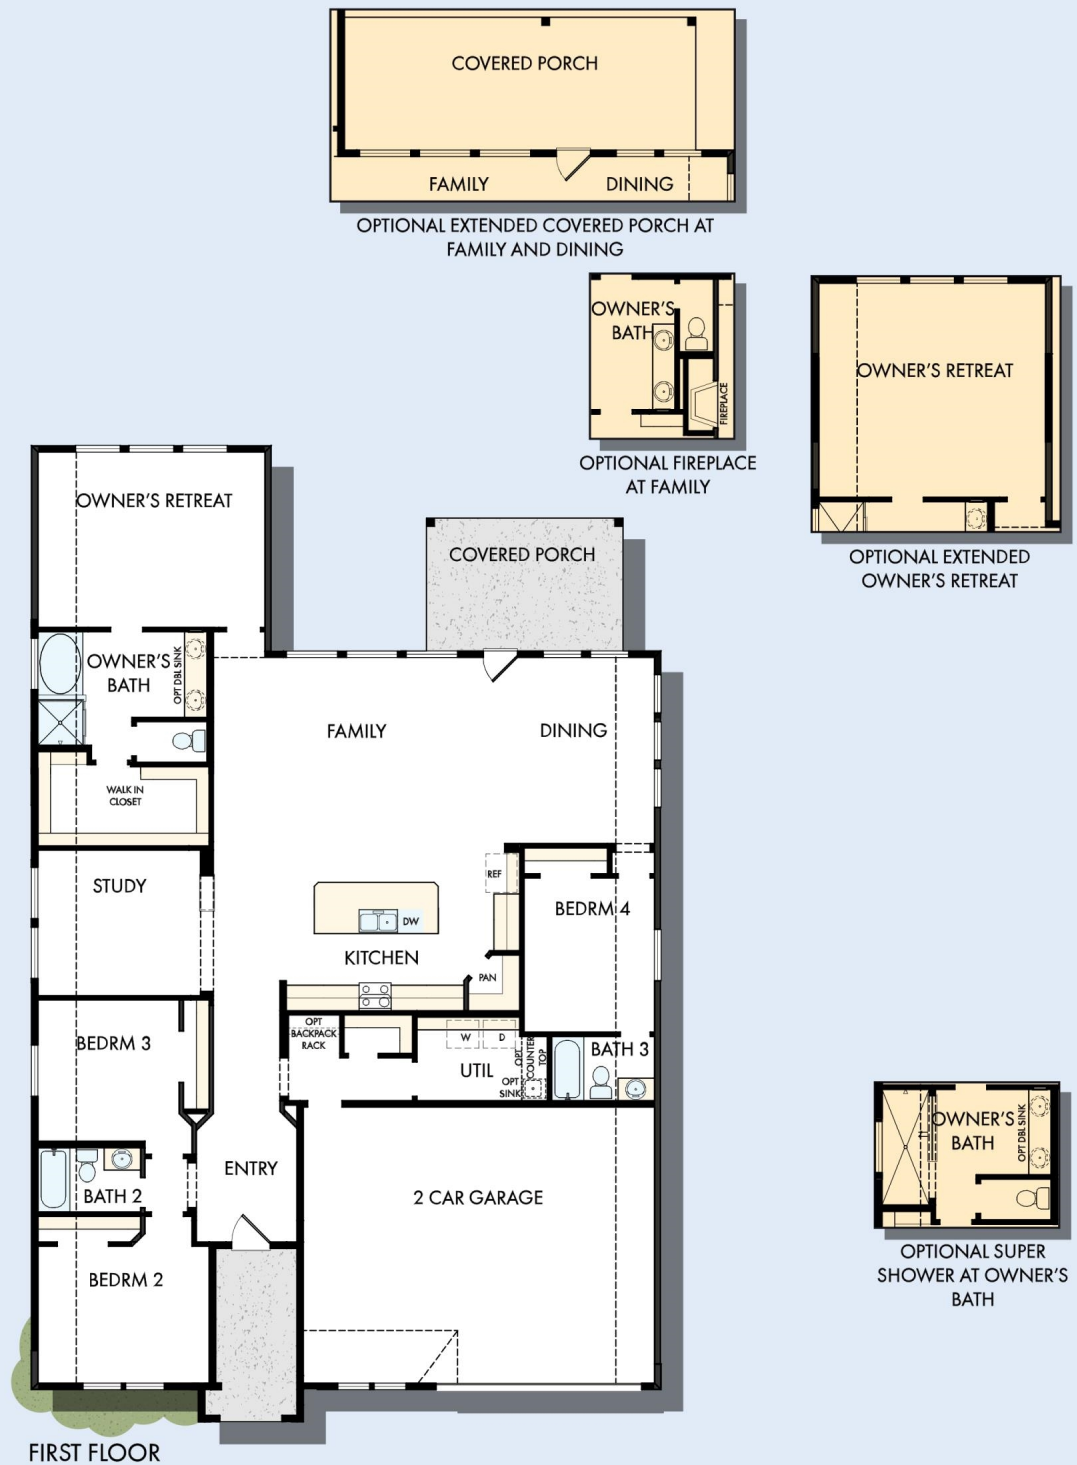 COVERED PORCH
FAMILY
DINING
OPTIONAL EXTENDED COVERED PORCH AT
FAMILY AND DINING
OWNER'S
BATH
FIREPLACE
OPTIONAL FIREPLACE
AT FAMILY
OWNER'S RETREAT
OPTIONAL EXTENDED
OWNER'S RETREAT
OWNER'S RETREAT
COVERED PORCH
OWNER'S
BATH
OPT DBL SINK
FAMILY
DINING
WALK IN
CLOSET
STUDY
REF
DW
BEDRM 4
KITCHEN
PAN
OPT
BACKPACK
RACK
W
D
BEDRM 3
UTIL
OPT
SINK
OPT
COUNTER
TOP
BATH 3
ENTRY
BATH 2
2 CAR GARAGE
BEDRM 2
OWNER'S
BATH
OPT DBL SINK
OPTIONAL SUPER
SHOWER AT OWNER'S
BATH
FIRST FLOOR